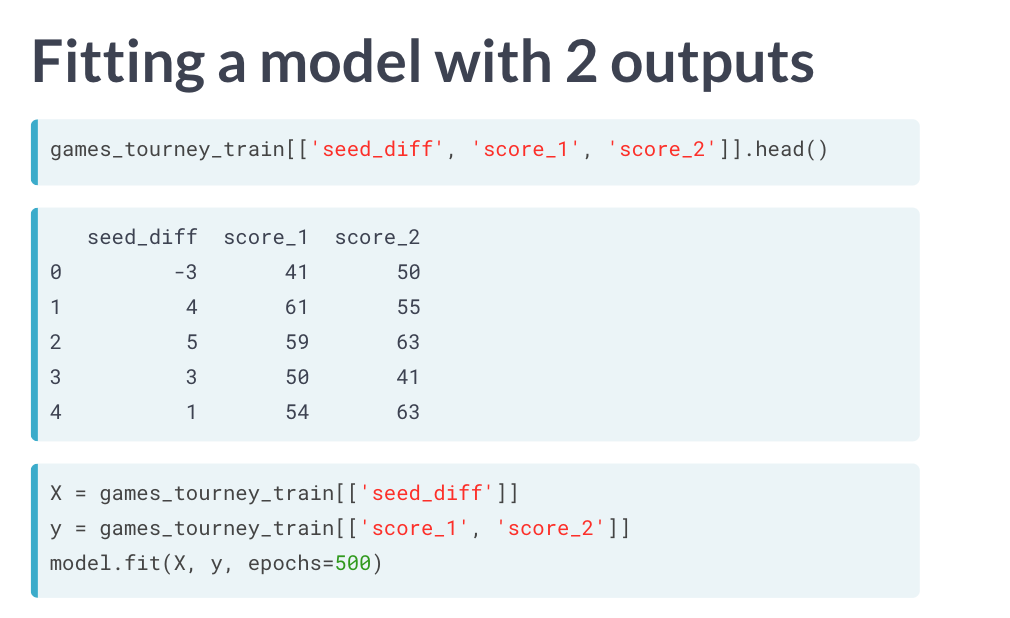 Fitting a model with 2 outputs
games_tourney_train[['seed_diff', 'score_1', 'score_2']].head()
   seed_diff  score_1  score_2
0         -3       41       50
1          4       61       55
2          5       59       63
3          3       50       41
4          1       54       63
X = games_tourney_train[['seed_diff']]
y = games_tourney_train[['score_1', 'score_2']]
model.fit(X, y, epochs=500)